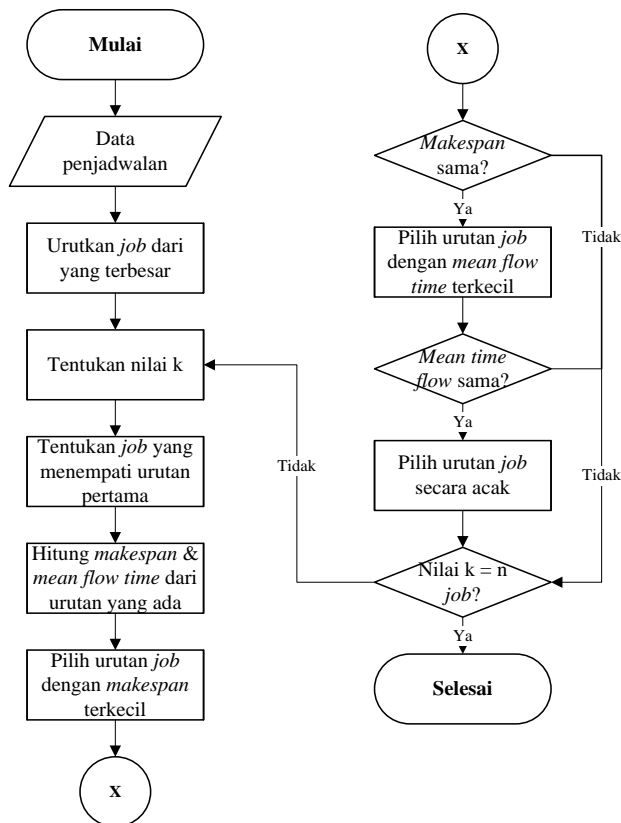 Mulai
Data
penjadwalan
Urutkan job dari
yang terbesar
Tentukan nilai k
Tentukan job yang
menempati urutan
pertama
Hitung makespan &
mean flow time dari
urutan yang ada
Pilih urutan job
dengan makespan
terkecil
X
Tidak
X
Makespan
sama?
Ya
Tidak
Pilih urutan job
dengan mean flow
time terkecil
Mean time
flow sama?
Ya
Tidak
Pilih urutan job
secara acak
Nilai k = n
job?
Ya
Selesai